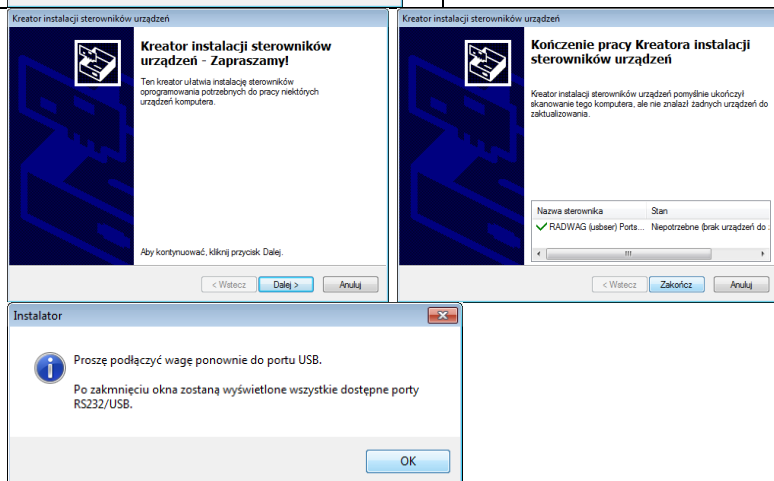 Kreator instalacji sterowników urządzeń
Kreator instalacji sterowników
urządzeń - Zapraszamy!
Ten kreator ułatwia instalację sterowników
oprogramowania potrzebnych do pracy niektórych
urządzeń komputera.
Aby kontynuować, kliknij przycisk Dalej.
< Wstecz Dalej > Anuluj
Kreator instalacji sterowników urządzeń
Kończenie pracy Kreatora instalacji
sterowników urządzeń
Kreator instalacji sterowników urządzeń pomyślnie ukończył
skanowanie tego komputera, ale nie znalazł żadnych urządzeń do
zaktualizowania.
Nazwa sterownika Stan
RADWAG (usbser) Ports... Niepotrzebne (brak urządzeń do
< Wstecz Zakończ Anuluj
Instalator
Proszę podłączyć wagę ponownie do portu USB.
Po zakmnięciu okna zostaną wyświetlone wszystkie dostępne porty
RS232/USB.
OK